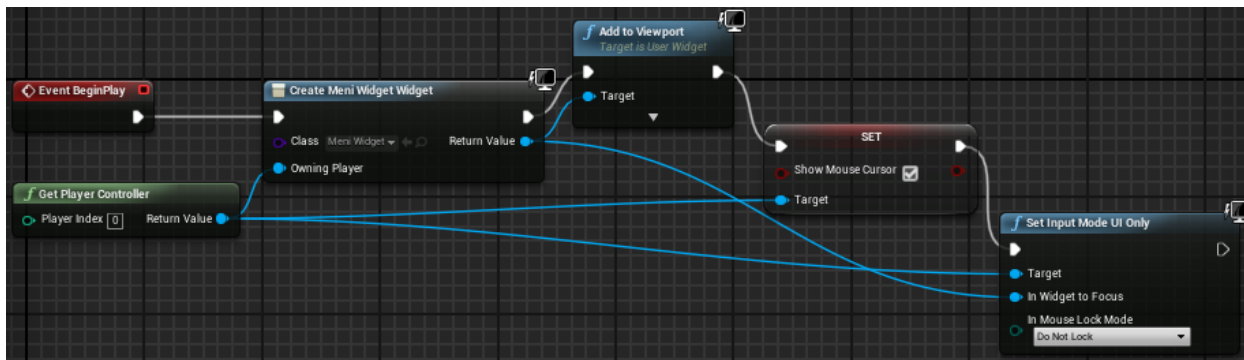 Event BeginPlay
Create Meni Widget Widget
Class Meni Widget Return Value
Owning Player
Get Player Controller
Player Index 0 Return Value
f Add to Viewport
Target is User Widget
Target
SET
Show Mouse Cursor
Target
f Set Input Mode UI Only
Target
In Widget to Focus
In Mouse Lock Mode
Do Not Lock